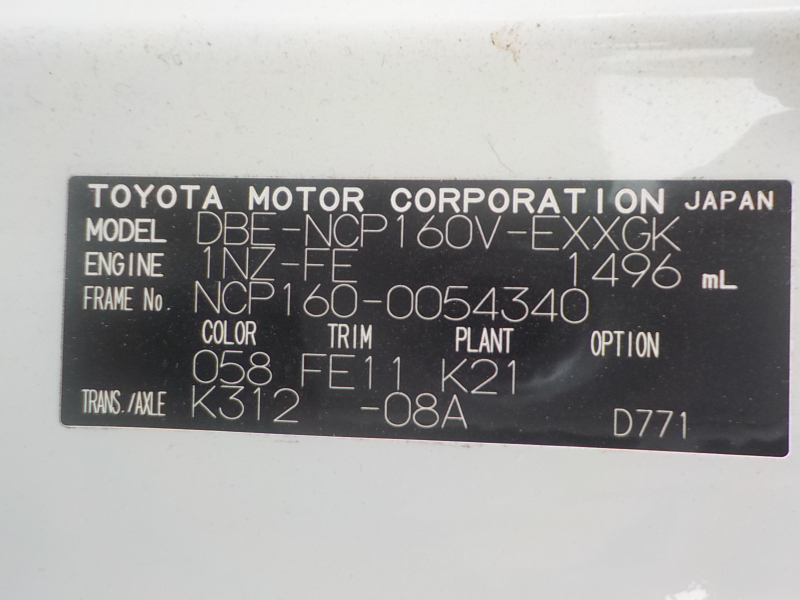 TOYOTA MOTOR CORPORATION JAPAN
MODEL DBE-NCP160V-EXXGK
ENGINE 1NZ-FE 1496 mL
FRAME No. NCP160-0054340
COLOR TRIM PLANT OPTION
058 FE11 K21
TRANS./AXLE K312 -08A D771